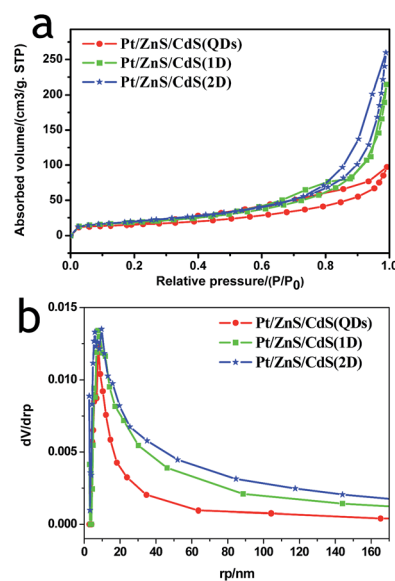 a
Pt/ZnS/CdS(QDs)
Pt/ZnS/CdS(1D)
Pt/ZnS/CdS(2D)
Absorbed volume/(cm3/g. STP)
350
300
250
200
150
100
50
0
0.0 0.2 0.4 0.6 0.8 1.0
Relative pressure/(P/P0)
b
Pt/ZnS/CdS(QDs)
Pt/ZnS/CdS(1D)
Pt/ZnS/CdS(2D)
dV/drp
0.015
0.010
0.005
0.000
0 20 40 60 80 100 120 140 160
rp/nm